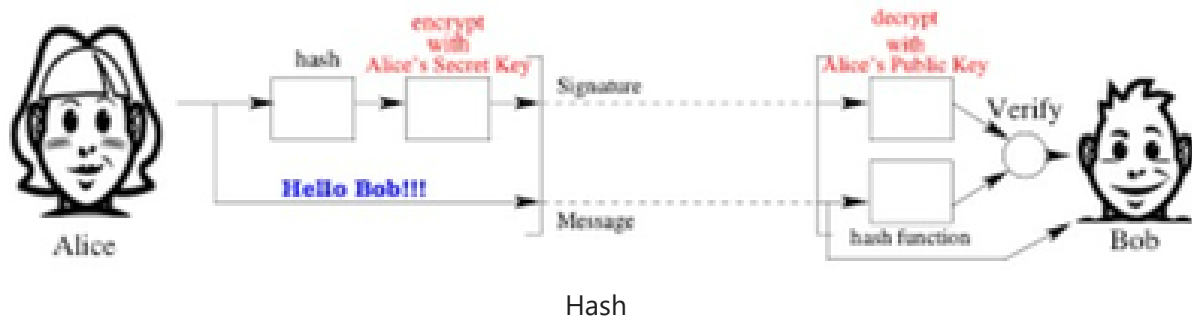 encrypt
with
Alice's Secret Key
hash
Signature
decrypt
with
Alice's Public Key
Verify
Hello Bob!!!
Message
hash function
Alice
Bob
Hash